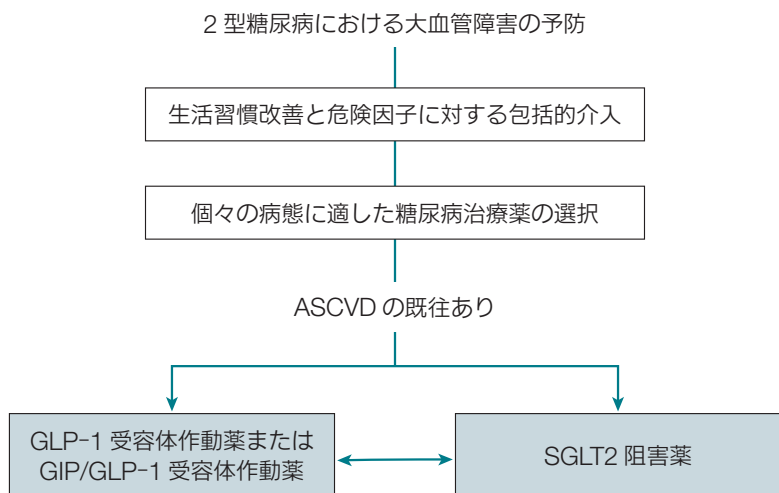 2 型糖尿病における大血管障害の予防
生活習慣改善と危険因子に対する包括的介入
個々の病態に適した糖尿病治療薬の選択
ASCVD の既往あり
GLP-1 受容体作動薬または
GIP/GLP-1 受容体作動薬
SGLT2 阻害薬